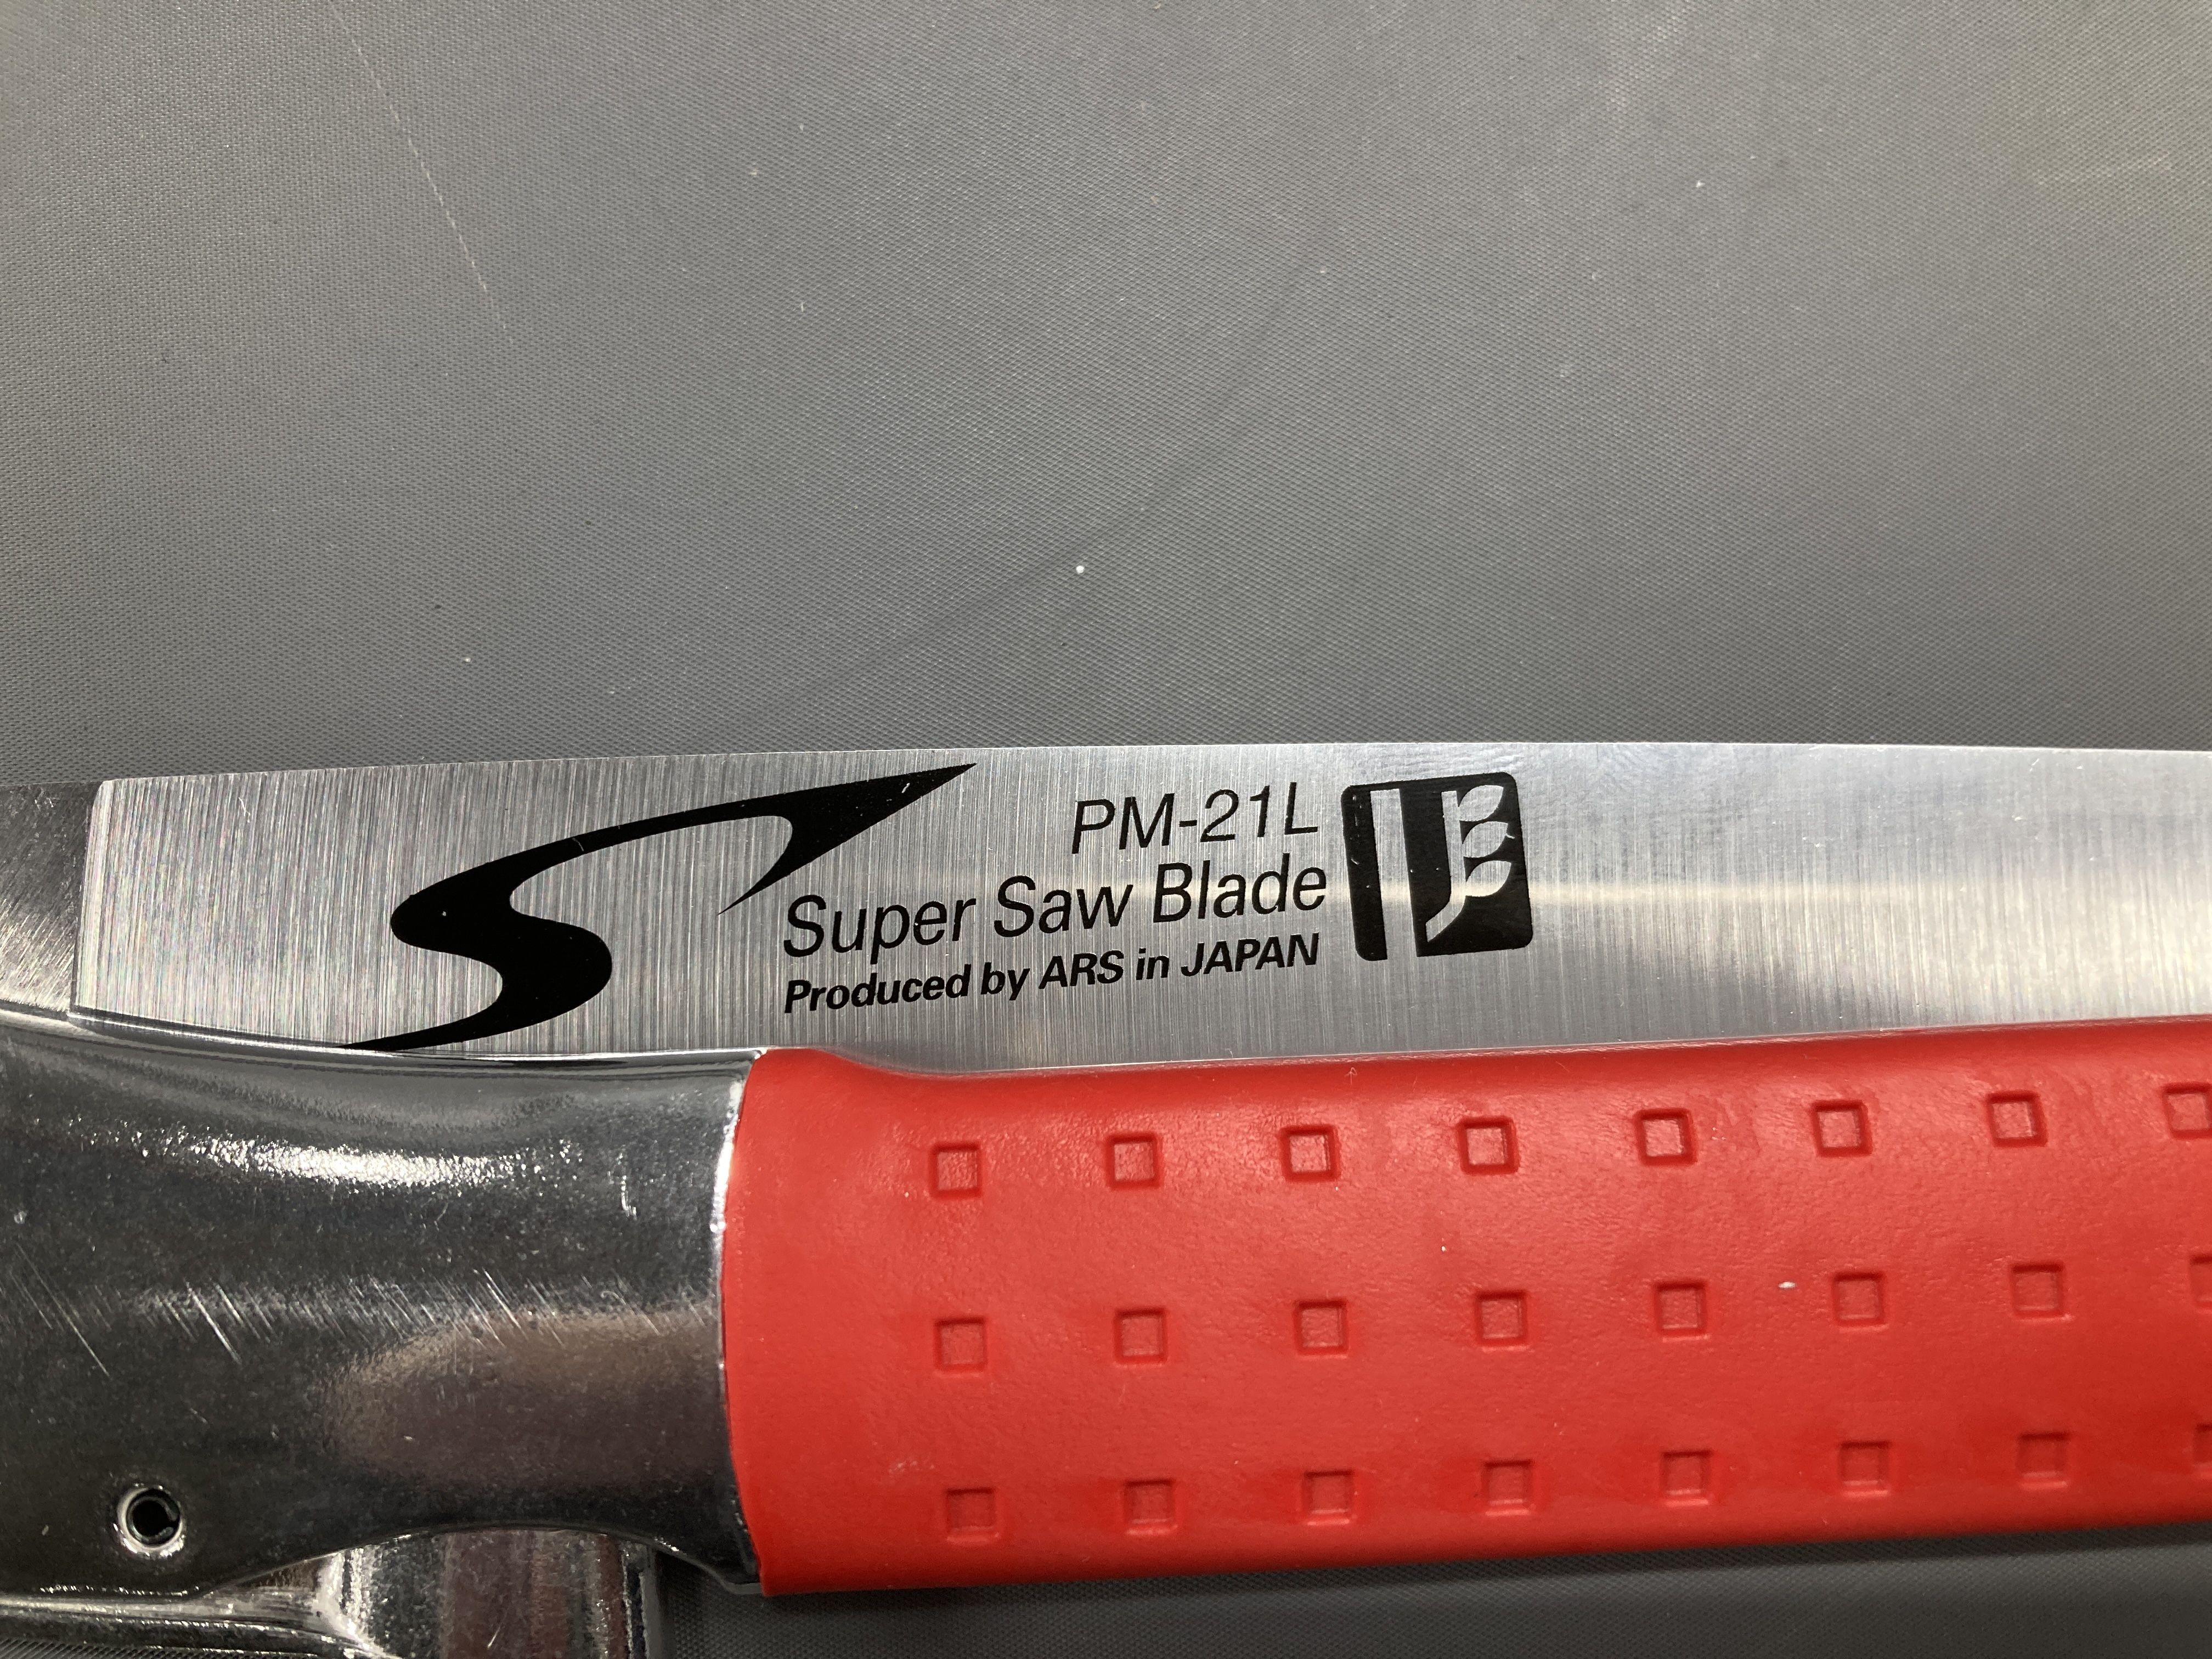 PM-21L
Super Saw Blade
Produced by ARS in JAPAN